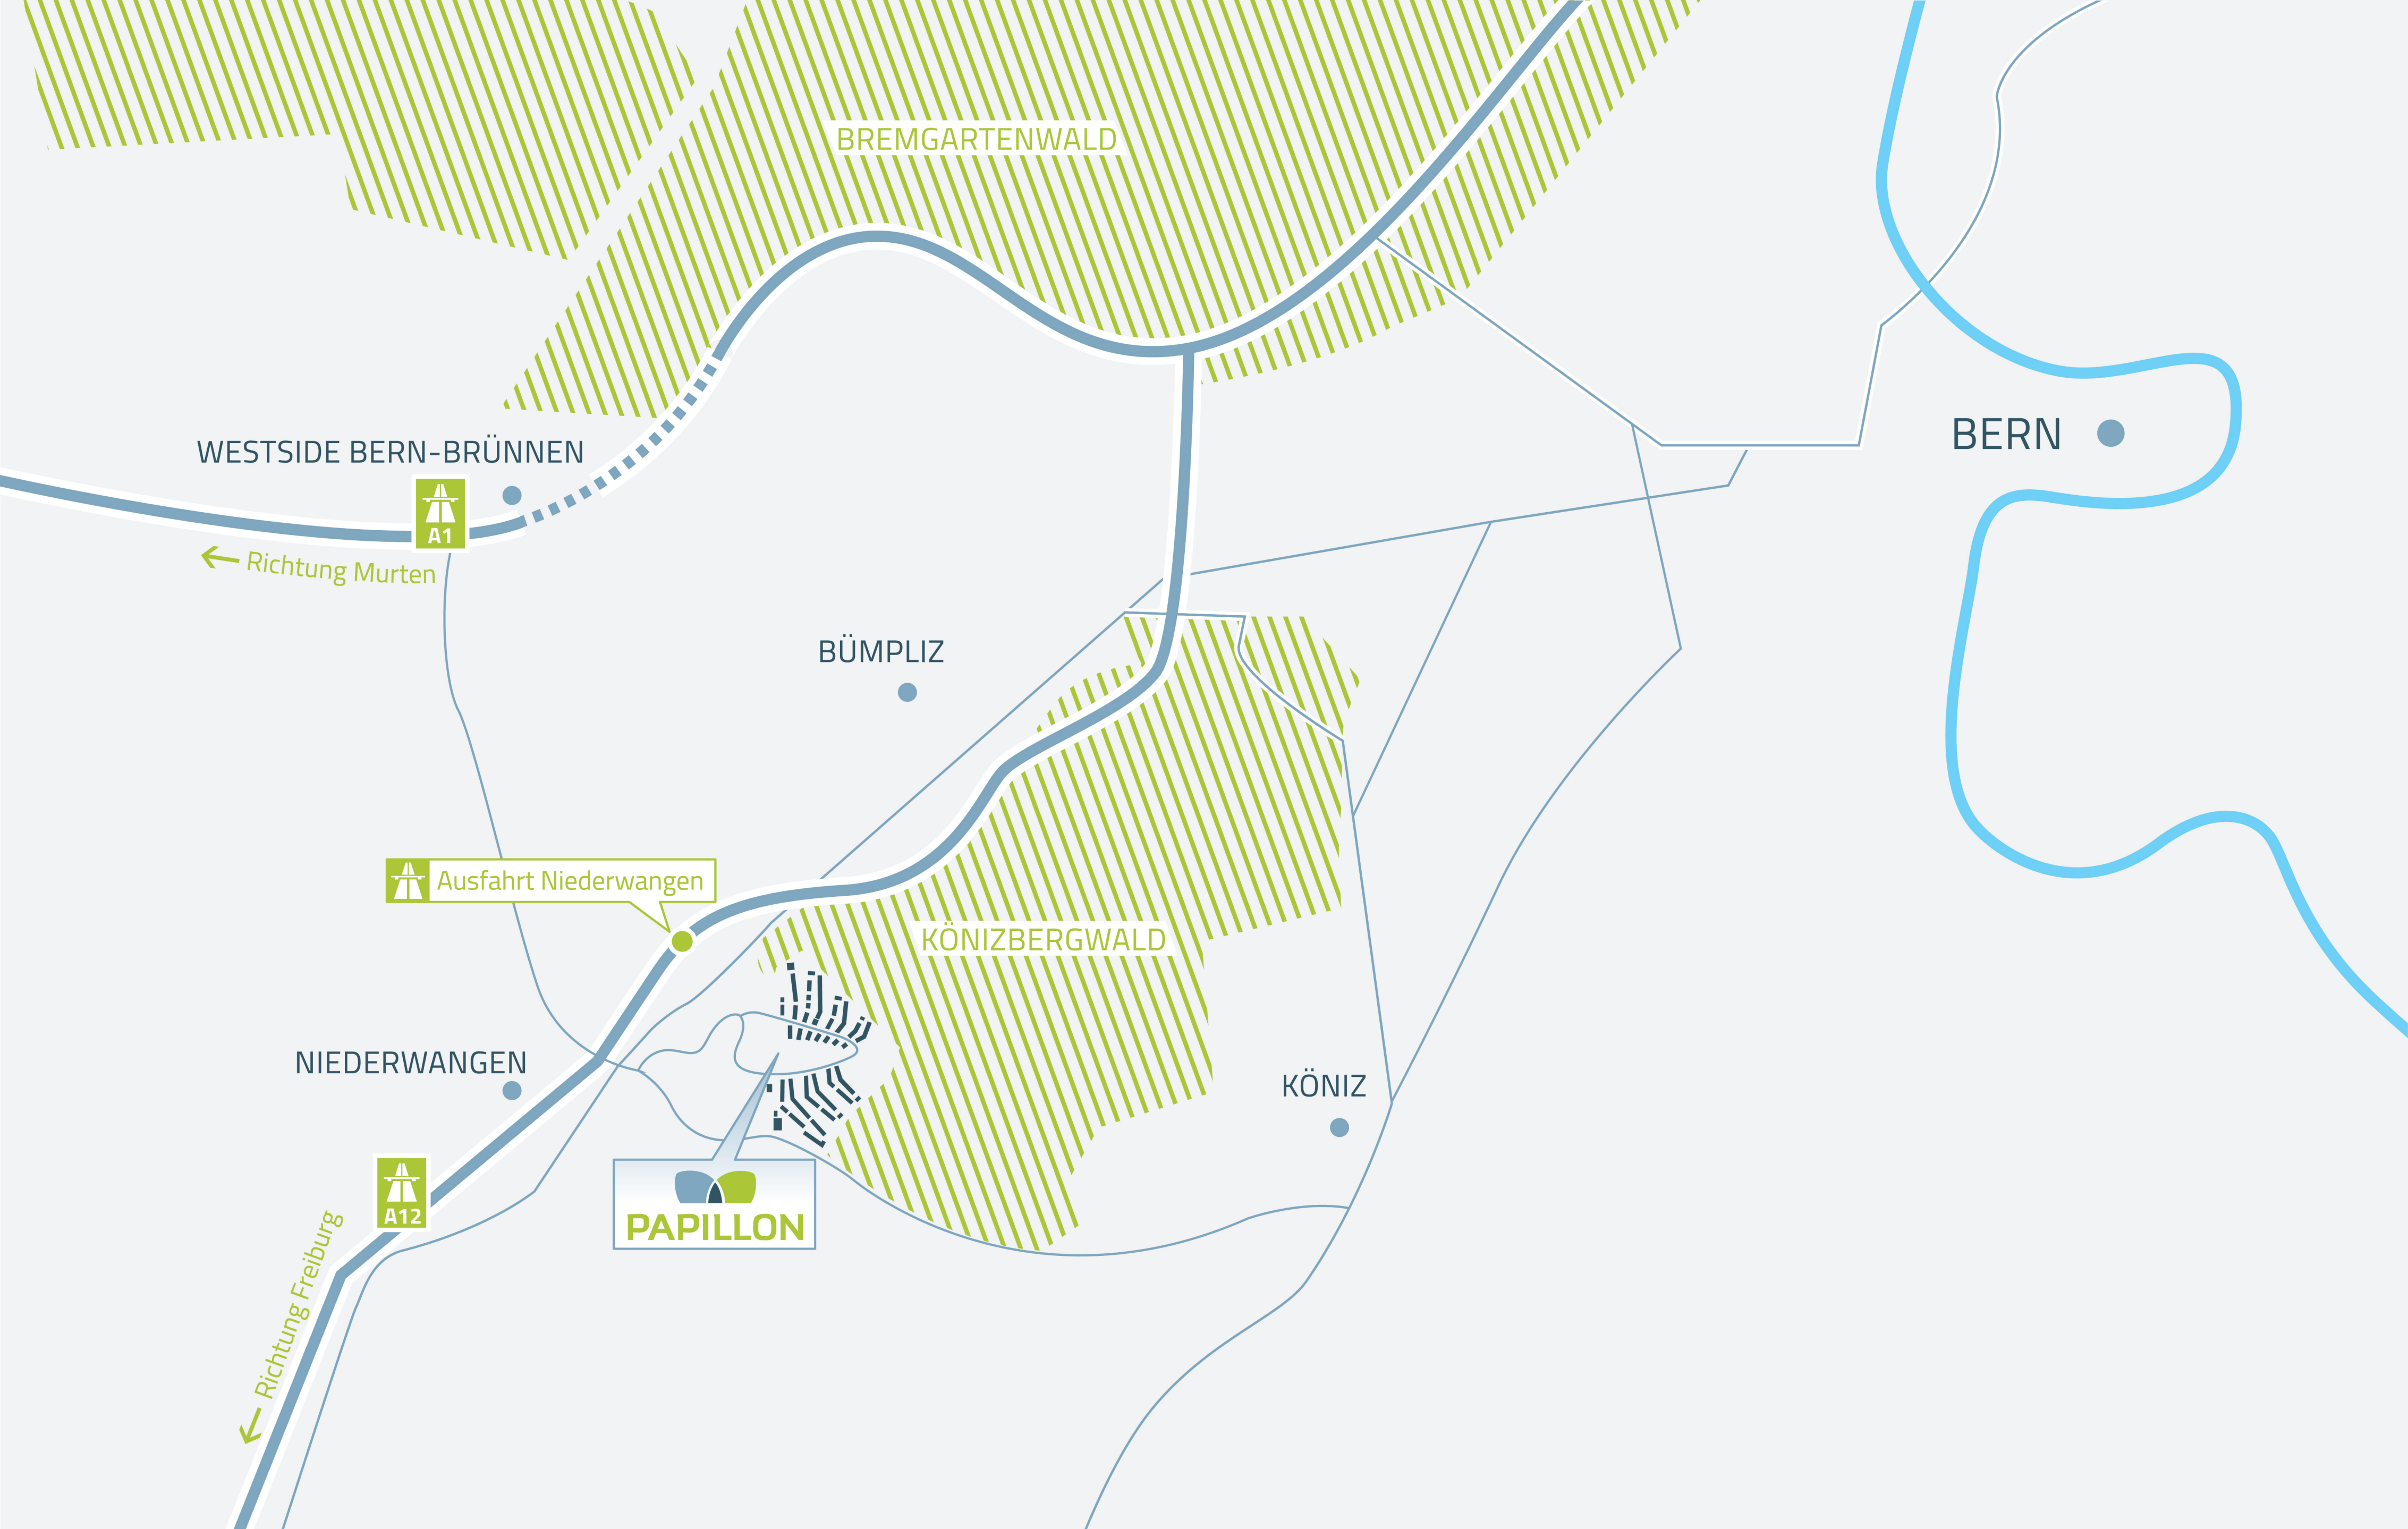 BREMGARTENWALD
BERN
WESTSIDE BERN-BRÜNNEN
A1
Richtung Murten
BÜMPLIZ
Ausfahrt Niederwangen
KÖNIZBERGWALD
NIEDERWANGEN
KÖNIZ
A12
PAPILLON
Richtung Freiburg